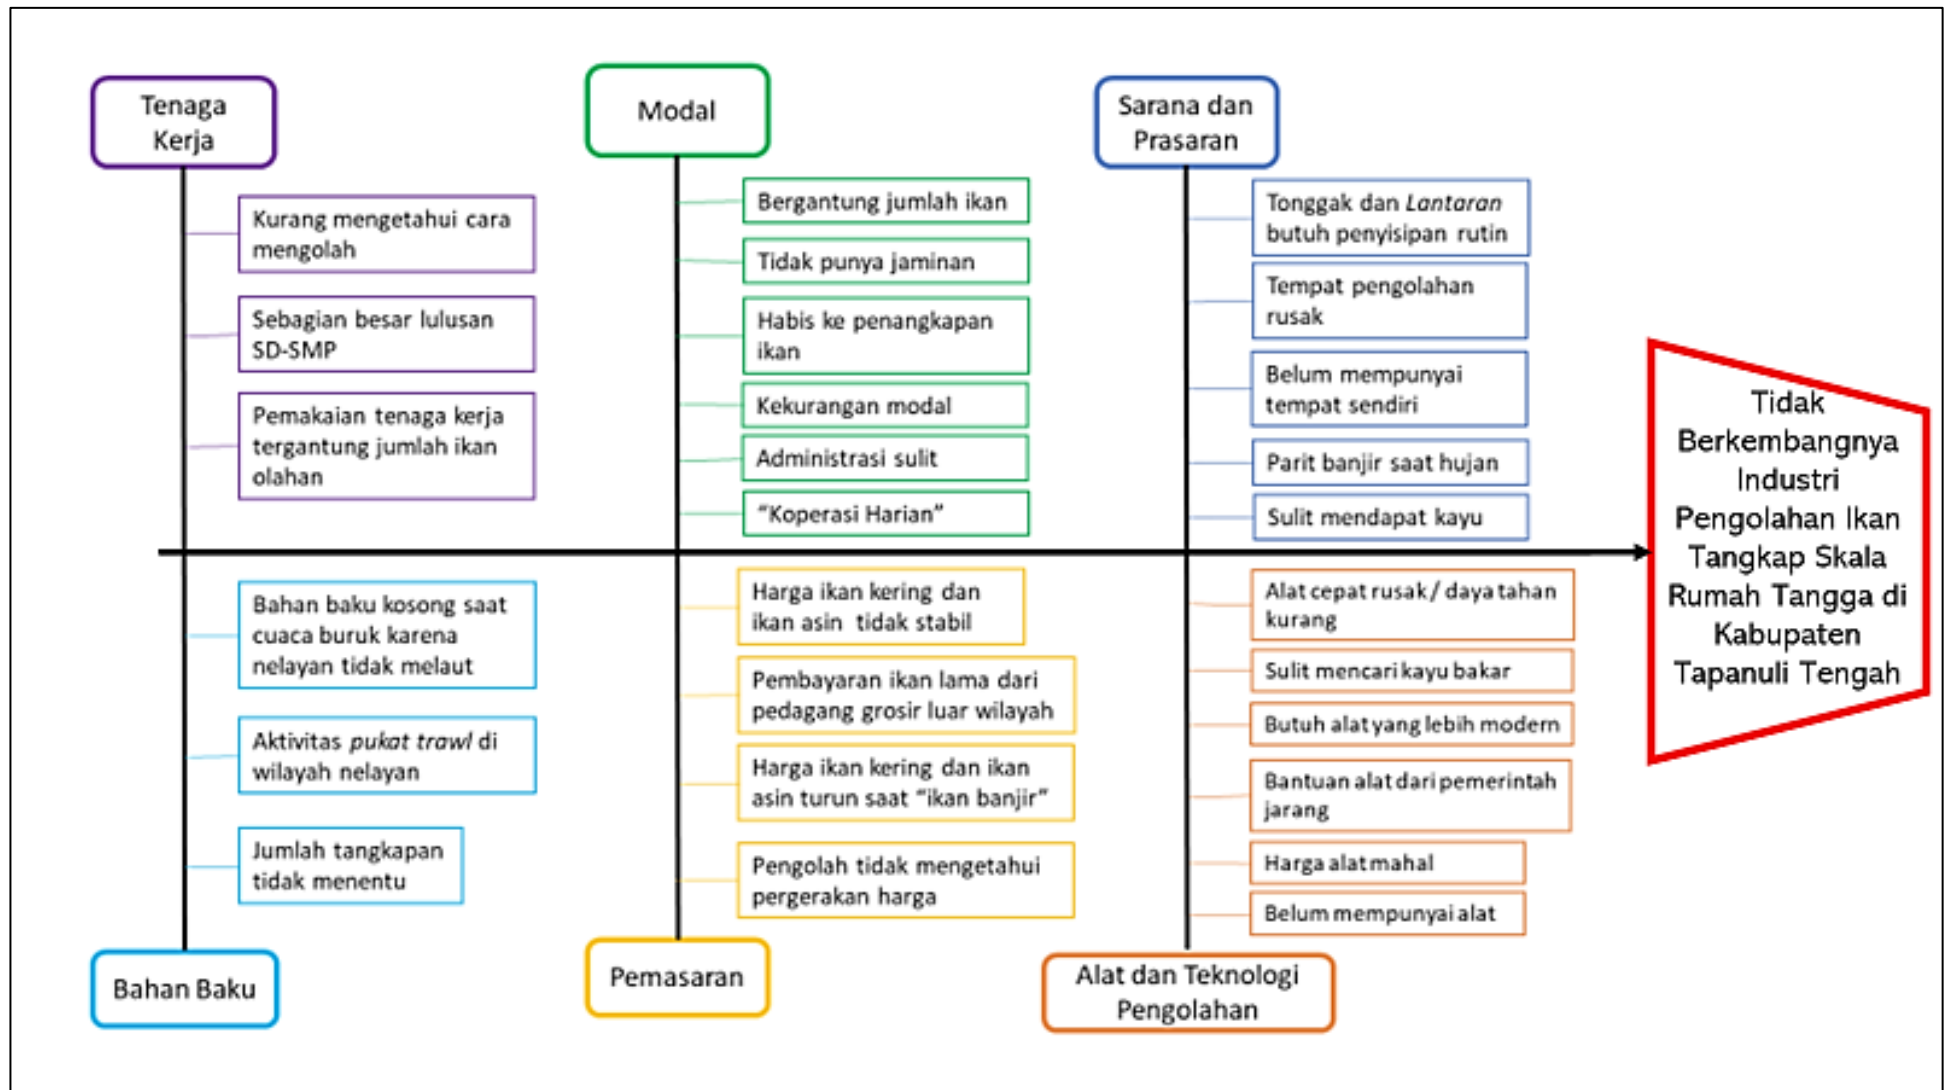 Tenaga
Kerja
Kurang mengetahui cara
mengolah
Sebagian besar lulusan
SD-SMP
Pemakaian tenaga kerja
tergantung jumlah ikan
olahan
Modal
Bergantung jumlah ikan
Tidak punya jaminan
Habis ke penangkapan
ikan
Kekurangan modal
Administrasi sulit
“Koperasi Harian”
Sarana dan
Prasaran
Tonggak dan Lantaran
butuh penyisipan rutin
Tempat pengolahan
rusak
Belum mempunyai
tempat sendiri
Parit banjir saat hujan
Sulit mendapat kayu
Bahan baku kosong saat
cuaca buruk karena
nelayan tidak melaut
Aktivitas pukat trawl di
wilayah nelayan
Jumlah tangkapan
tidak menentu
Bahan Baku
Harga ikan kering dan
ikan asin tidak stabil
Pembayaran ikan lama dari
pedagang grosir luar wilayah
Harga ikan kering dan ikan
asin turun saat “ikan banjir”
Pengolah tidak mengetahui
pergerakan harga
Pemasaran
Alat cepat rusak / daya tahan
kurang
Sulit mencari kayu bakar
Butuh alat yang lebih modern
Bantuan alat dari pemerintah
jarang
Harga alat mahal
Belum mempunyai alat
Alat dan Teknologi
Pengolahan
Tidak
Berkembangnya
Industri
Pengolahan Ikan
Tangkap Skala
Rumah Tangga di
Kabupaten
Tapanuli Tengah